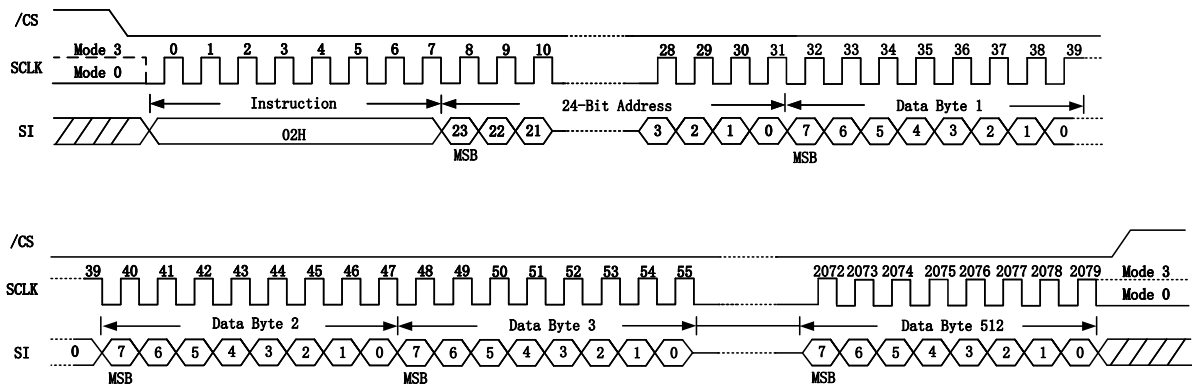 /CS
Mode 3 0 1 2 3 4 5 6 7 8 9 10 28 29 30 31 32 33 34 35 36 37 38 39
SCLK
Mode 0
Instruction 24-Bit Address Data Byte 1
SI 02H 23 22 21 3 2 1 0 7 6 5 4 3 2 1 0
MSB MSB
/CS
39 40 41 42 43 44 45 46 47 48 49 50 51 52 53 54 55 2072 2073 2074 2075 2076 2077 2078 2079 Mode 3
SCLK
Mode 0
Data Byte 2 Data Byte 3 Data Byte 512
SI 0 7 6 5 4 3 2 1 0 7 6 5 4 3 2 1 0 7 6 5 4 3 2 1 0
MSB MSB MSB